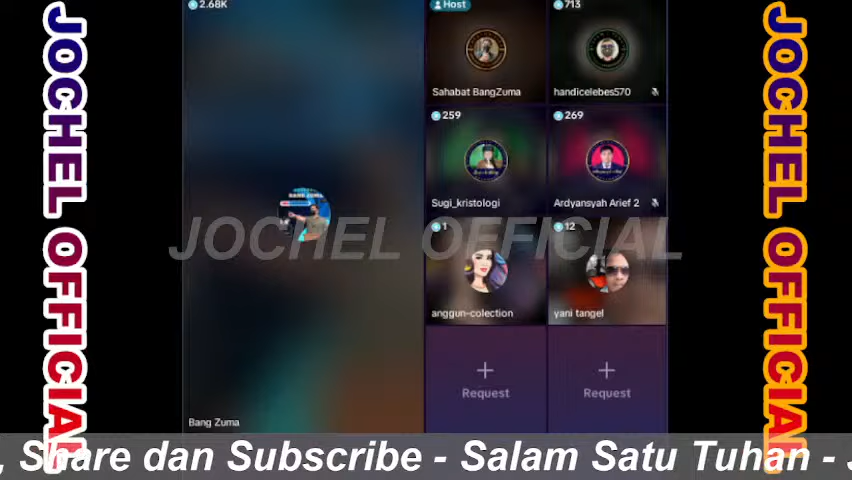 JOCHEL OFFICIAL
2.68K
Bang Zuma
Host
Sahabat BangZuma
713
handicelebes570
259
Sugi_kristologi
269
Ardyansyah Arief 2
1
anggun-colection
12
yani tangel
+
Request
+
Request
JOCHEL OFFICIAL
JOCHEL OFFICIAL
, Share dan Subscribe - Salam Satu Tuhan - J